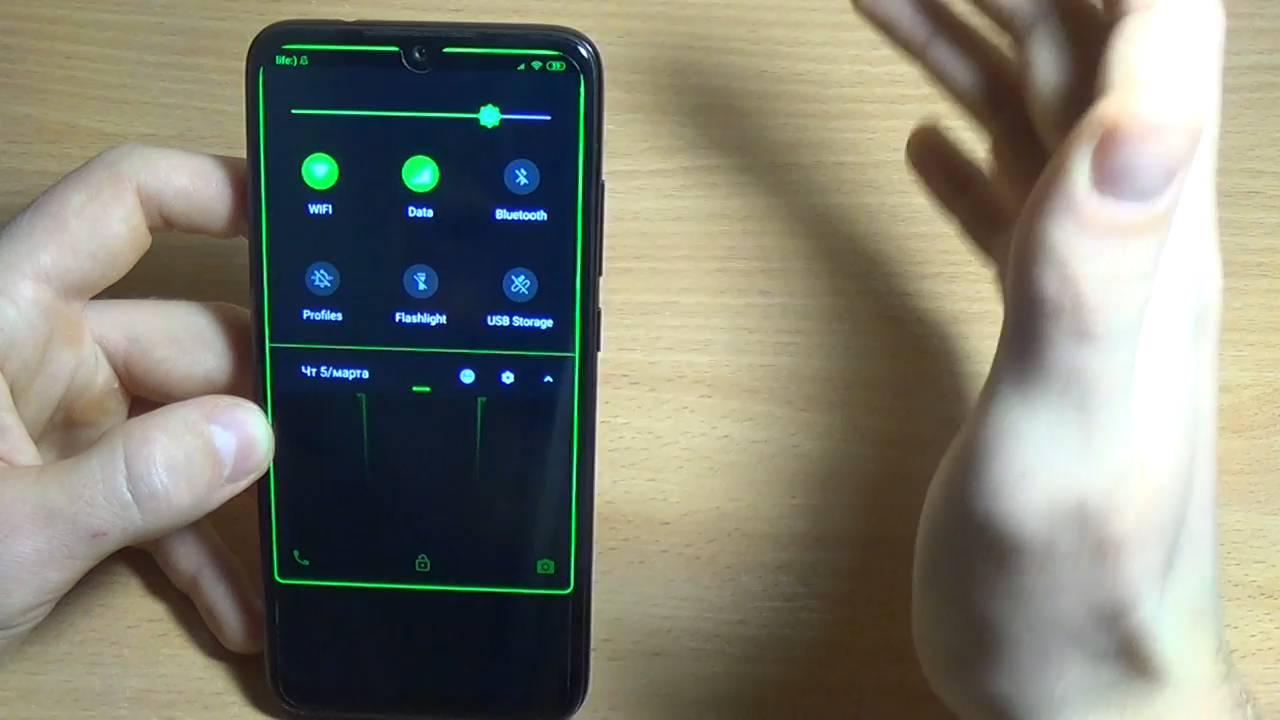 life:)
WIFI
Data
Bluetooth
Profiles
Flashlight
USB Storage
Чт 5/марта